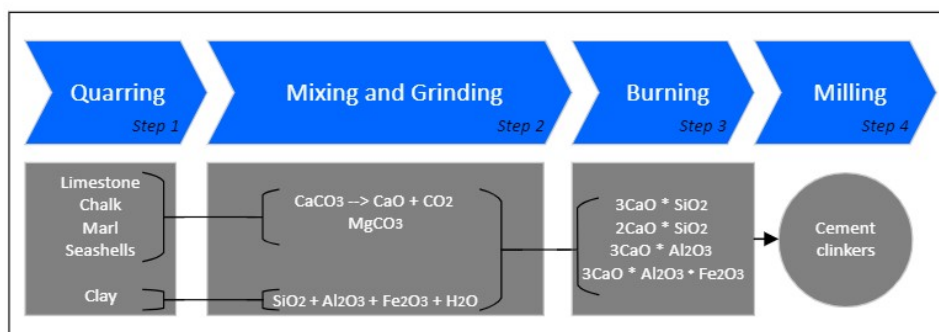 Quarring
Step 1
Mixing and Grinding
Step 2
Burning
Step 3
Milling
Step 4
Limestone
Chalk
Marl
Seashells
Clay
CaCO3 --> CaO + CO2
MgCO3
SiO2 + Al2O3 + Fe2O3 + H2O
3CaO * SiO2
2CaO * SiO2
3CaO * Al2O3
3CaO * Al2O3 * Fe2O3
Cement
clinkers